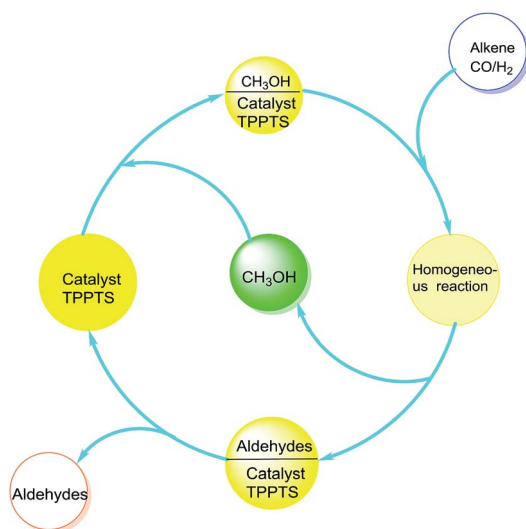 Alkene
CO/H₂
CH₃OH
Catalyst
TPPTS
Catalyst
TPPTS
CH₃OH
Homogeneo-
us reaction
Aldehydes
Catalyst
TPPTS
Aldehydes